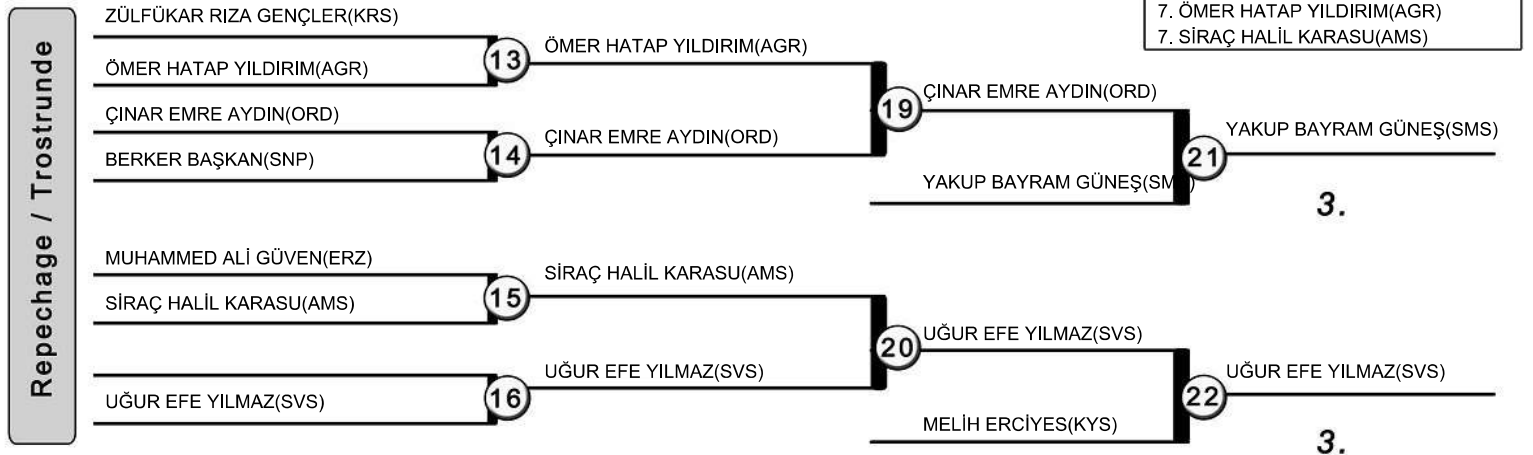 7. ÖMER HATAP YILDIRIM(AGR)
7. SİRAÇ HALİL KARASU(AMS)
Repechage / Trostrunde
ZÜLFÜKAR RIZA GENÇLER(KRS)
13
ÖMER HATAP YILDIRIM(AGR)
ÖMER HATAP YILDIRIM(AGR)
19
ÇINAR EMRE AYDIN(ORD)
ÇINAR EMRE AYDIN(ORD)
14
ÇINAR EMRE AYDIN(ORD)
BERKER BAŞKAN(SNP)
21
YAKUP BAYRAM GÜNEŞ(SMS)
YAKUP BAYRAM GÜNEŞ(SM)
3.
MUHAMMED ALİ GÜVEN(ERZ)
15
SİRAÇ HALİL KARASU(AMS)
SİRAÇ HALİL KARASU(AMS)
20
UĞUR EFE YILMAZ(SVS)
16
UĞUR EFE YILMAZ(SVS)
UĞUR EFE YILMAZ(SVS)
22
UĞUR EFE YILMAZ(SVS)
MELİH ERCİYES(KYS)
3.